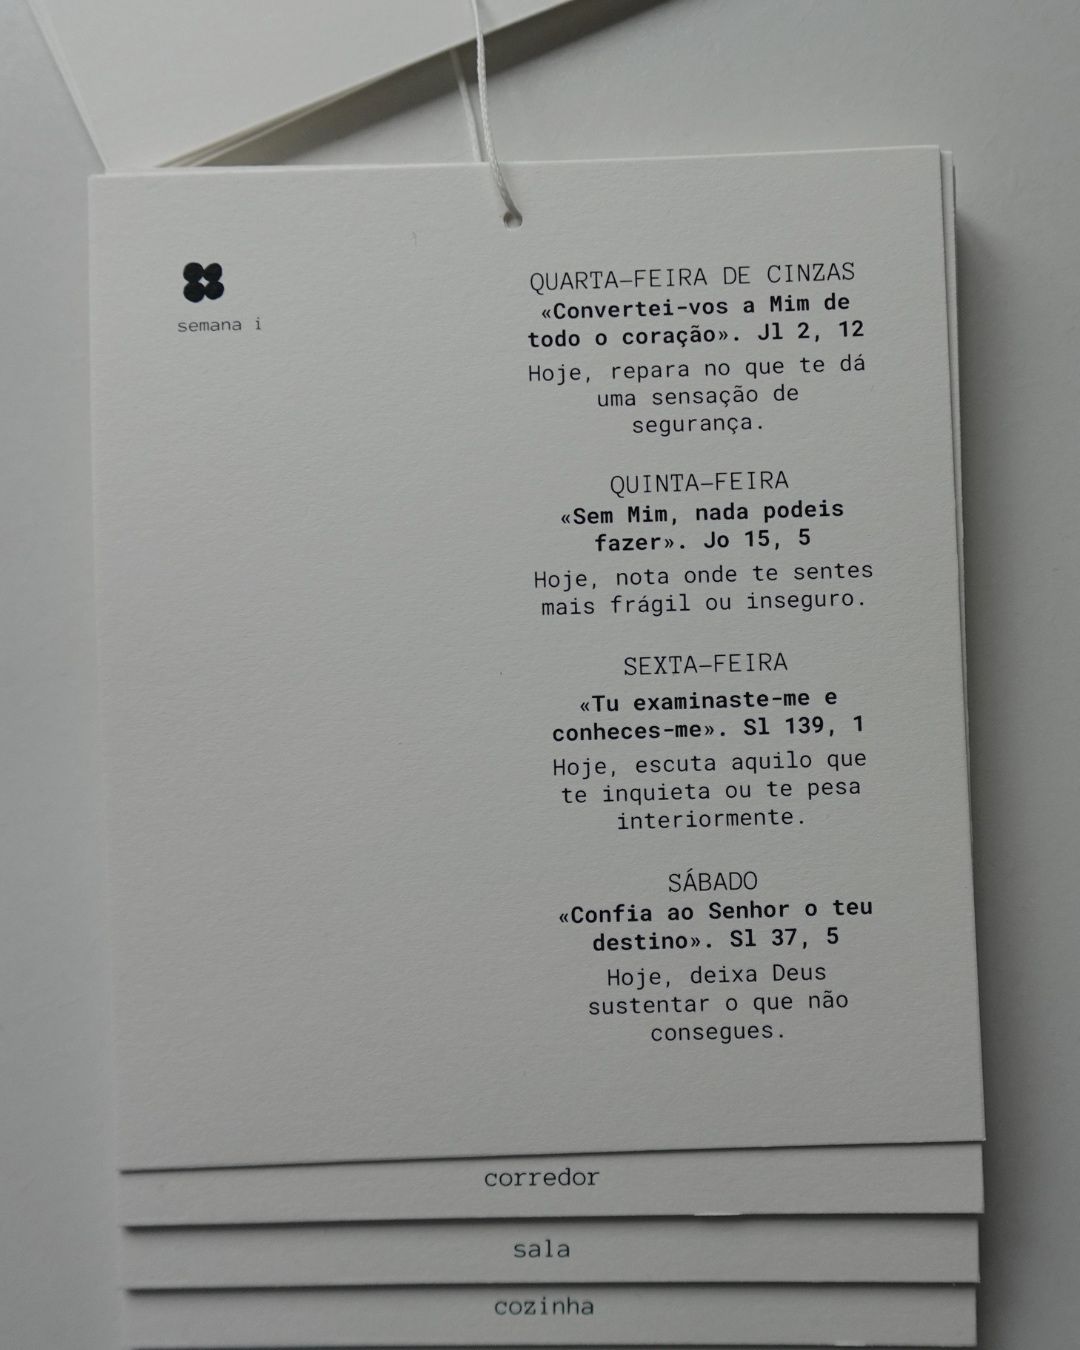 semana i
QUARTA–FEIRA DE CINZAS
«Convertei-vos a Mim de
todo o coração». Jl 2, 12
Hoje, repara no que te dá
uma sensação de
segurança.
QUINTA–FEIRA
«Sem Mim, nada podeis
fazer». Jo 15, 5
Hoje, nota onde te sentes
mais frágil ou inseguro.
SEXTA–FEIRA
«Tu examinaste-me e
conheces-me». Sl 139, 1
Hoje, escuta aquilo que
te inquieta ou te pesa
interiormente.
SÁBADO
«Confia ao Senhor o teu
destino». Sl 37, 5
Hoje, deixa Deus
sustentar o que não
consegues.
corredor
sala
cozinha